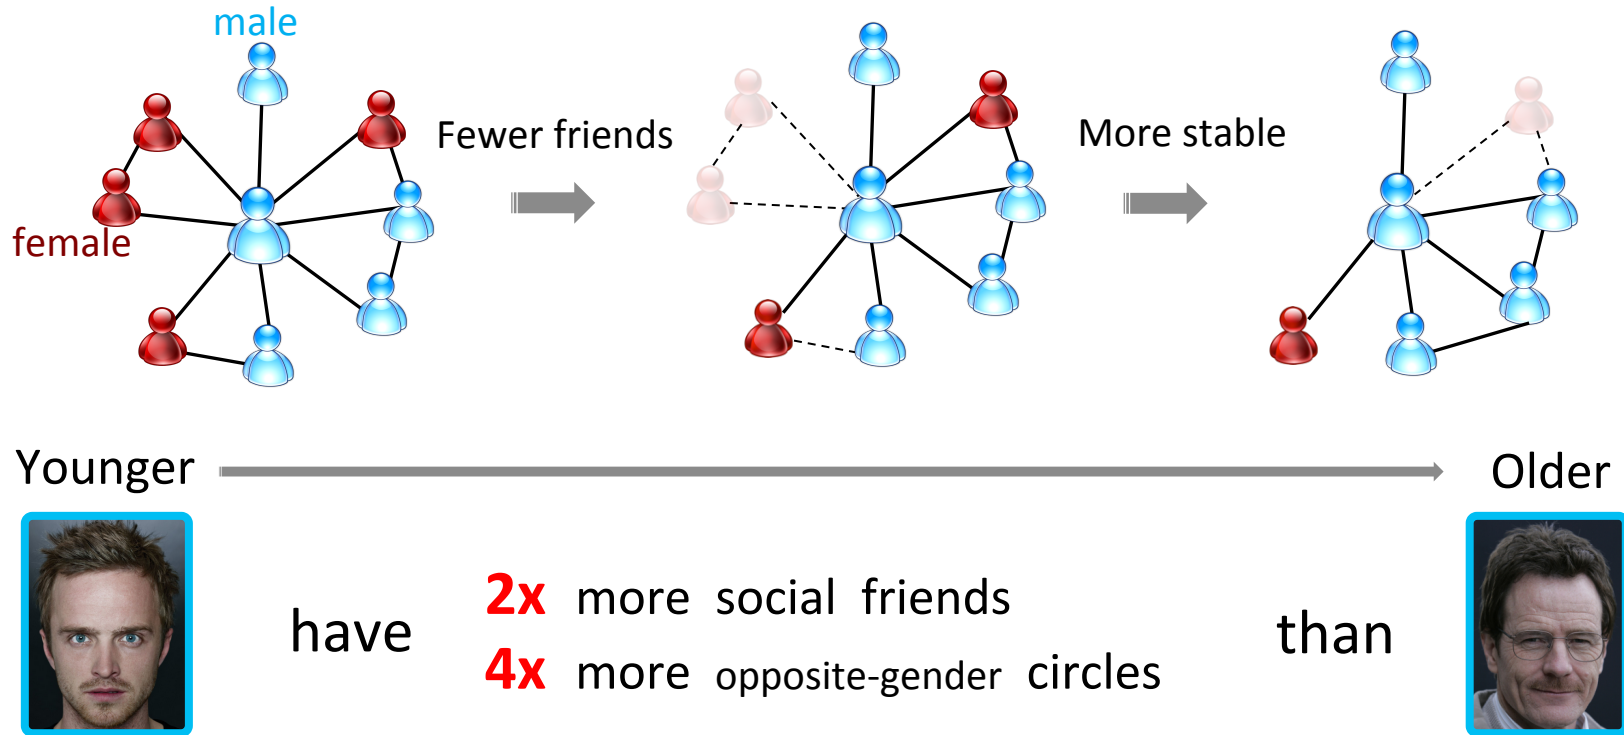 male
Fewer friends
More stable
female
Younger
Older
have
2x more social friends
4x more opposite-gender circles
than